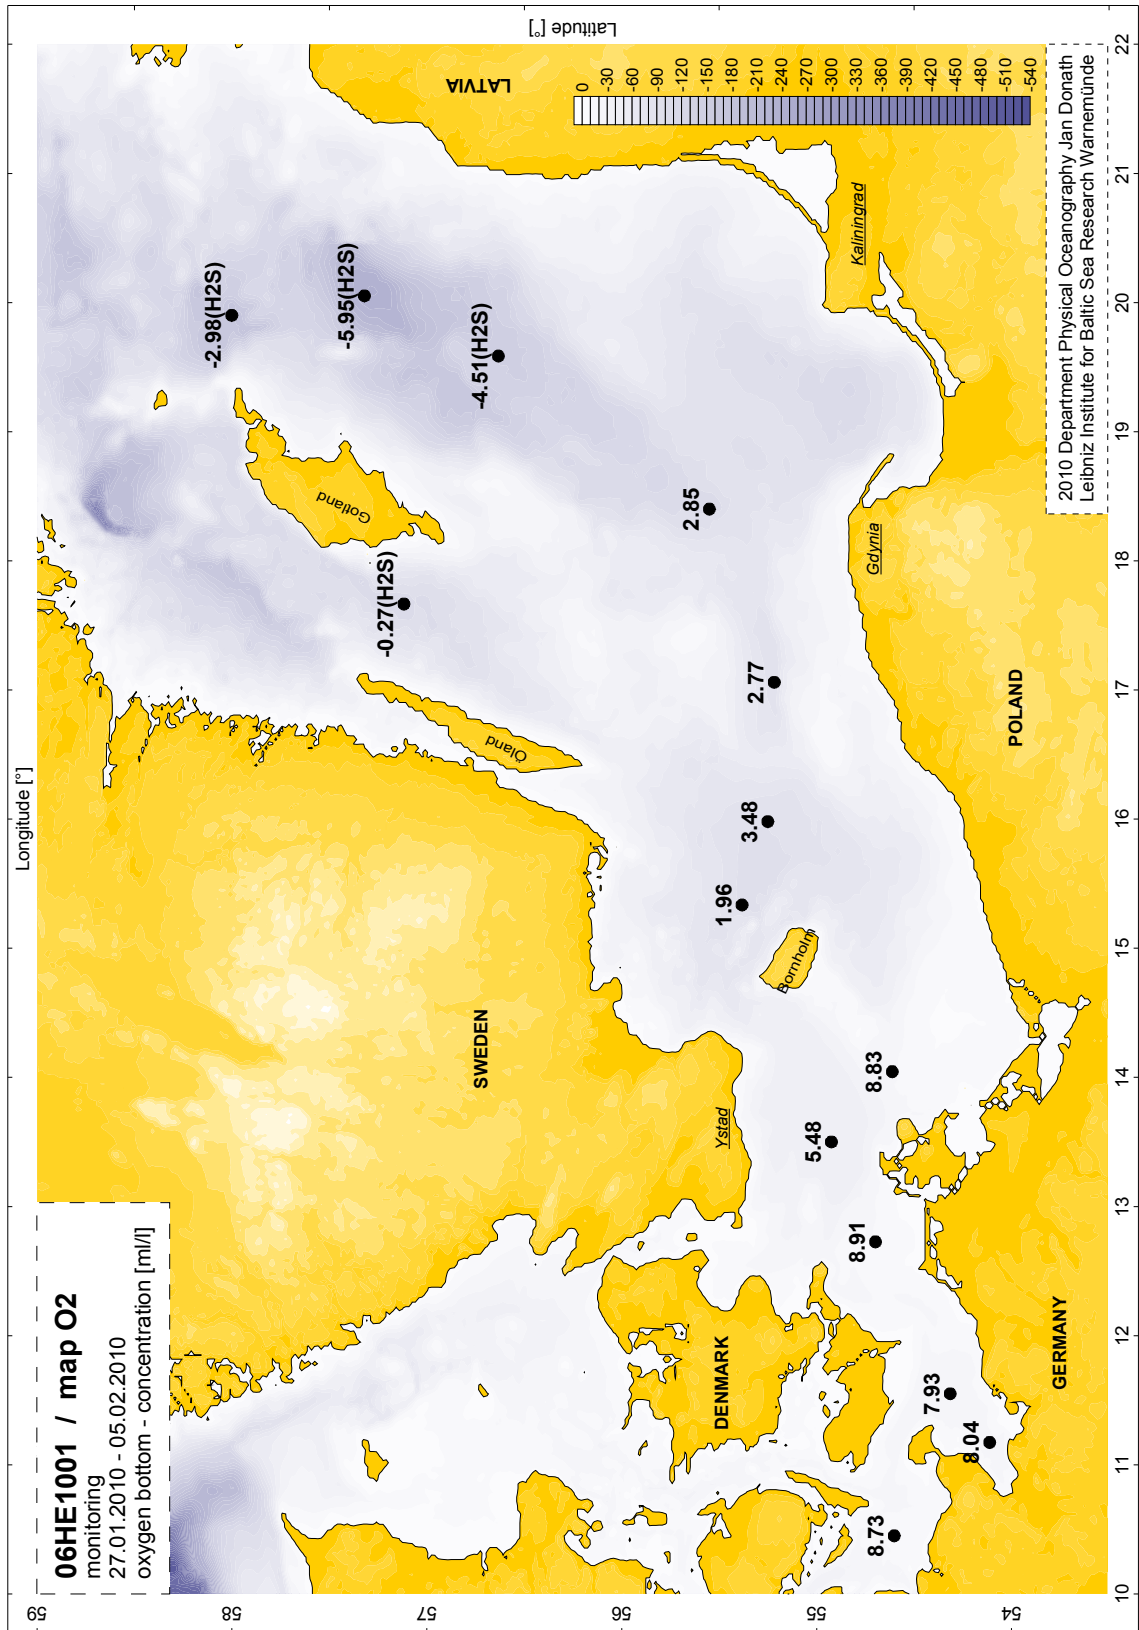 Longitude [°]
Latitude [°]
06HE1001 / map O2
monitoring
27.01.2010 - 05.02.2010
oxygen bottom - concentration [ml/l]
59
58
57
56
55
54
10
11
12
13
14
15
16
17
18
19
20
21
22
SWEDEN
DENMARK
GERMANY
POLAND
LATVIA
Gotland
Öland
Bornholm
Ystad
Gdynia
Kaliningrad
8.73
8.04
7.93
8.91
5.48
8.83
1.96
3.48
2.77
2.85
-0.27(H2S)
-4.51(H2S)
-5.95(H2S)
-2.98(H2S)
0
-30
-60
-90
-120
-150
-180
-210
-240
-270
-300
-330
-360
-390
-420
-450
-480
-510
-540
2010 Department Physical Oceanography Jan Donath
Leibniz Institute for Baltic Sea Research Warnemünde